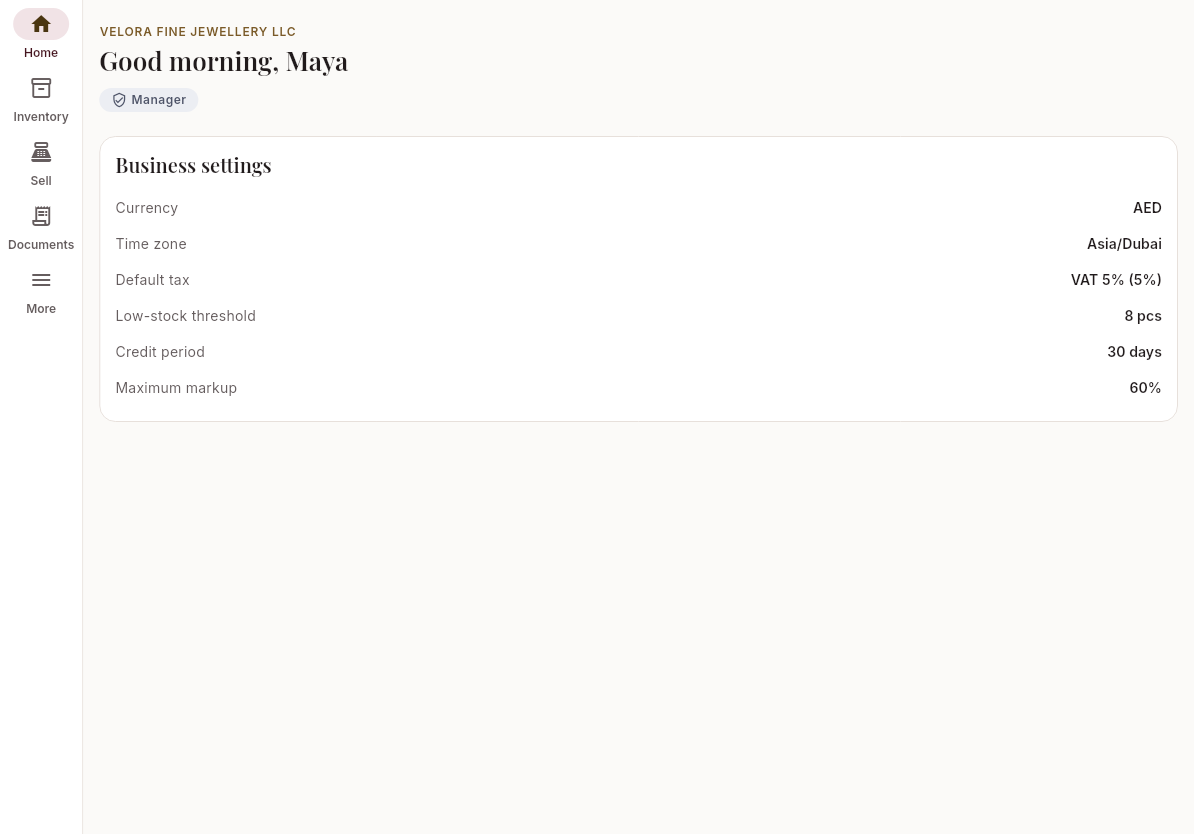 Home
Inventory
Sell
Documents
More
VELORA FINE JEWELLERY LLC
Good morning, Maya
Manager
Business settings
Currency AED
Time zone Asia/Dubai
Default tax VAT 5% (5%)
Low-stock threshold 8 pcs
Credit period 30 days
Maximum markup 60%